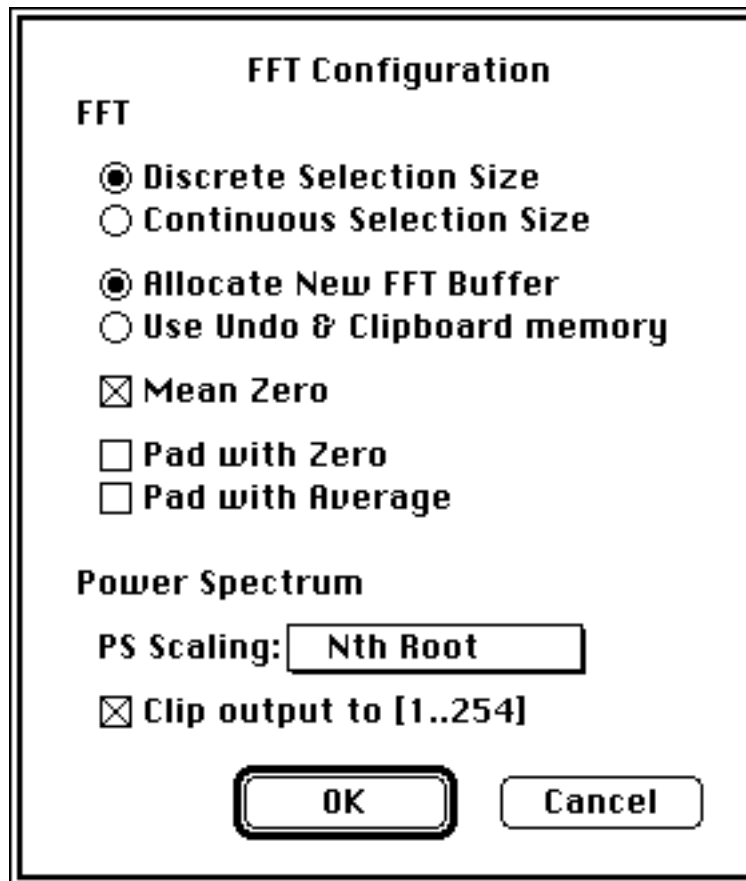 FFT Configuration
FFT
Discrete Selection Size
Continuous Selection Size
Allocate New FFT Buffer
Use Undo & Clipboard memory
Mean Zero
Pad with Zero
Pad with Average
Power Spectrum
PS Scaling: Nth Root
Clip output to [1..254]
OK Cancel